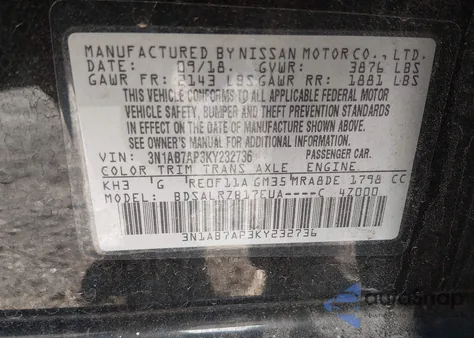 MANUFACTURED BY NISSAN MOTOR CO., LTD.
DATE: 09/18. GVWR: 3876 LBS
GAWR FR: 2143 LBS GAWR RR: 1881 LBS
THIS VEHICLE CONFORMS TO ALL APPLICABLE FEDERAL MOTOR
VEHICLE SAFETY, BUMPER AND THEFT PREVENTION
STANDARDS IN EFFECT ON THE
DATE OF MANUFACTURE SHOWN ABOVE.
SEE OWNER'S MANUAL FOR ADDITIONAL INFORMATION.
VIN: 3N1AB7AP3KY232736 PASSENGER CAR.
COLOR TRIM TRANS AXLE ENGINE
KH3 'G RE0F11A GM35 MRA8DE 1798 CC
MODEL: BDSALRZB17EUA----C 4Z000
3N1AB7AP3KY232736
autosnap